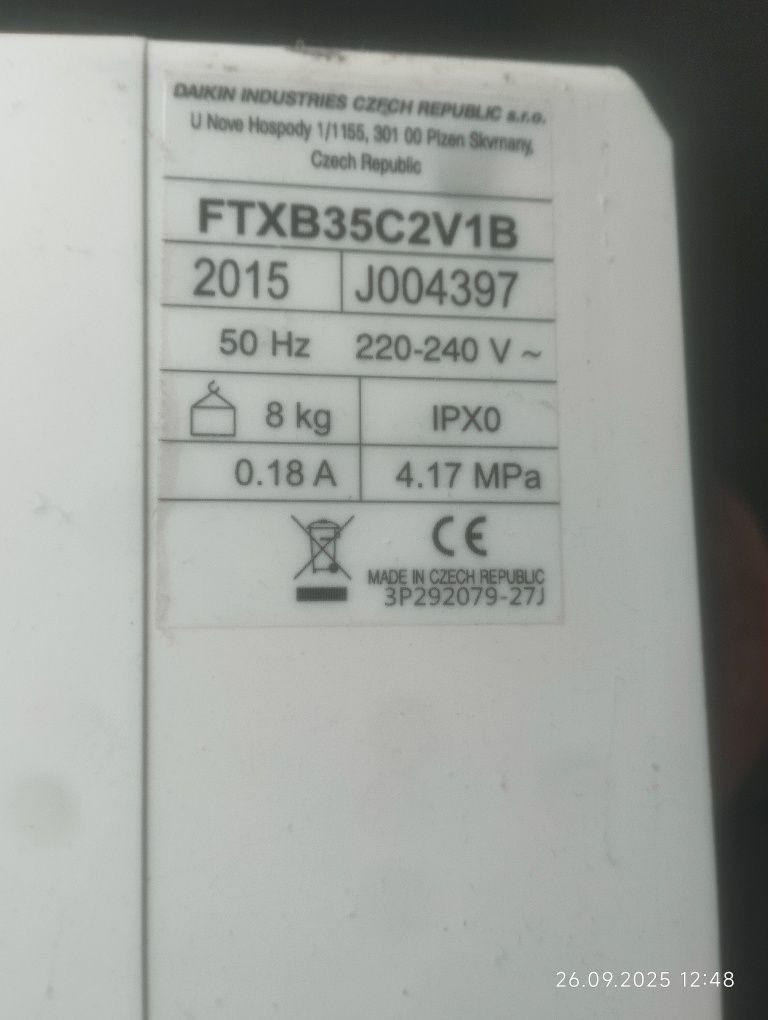 DAIKIN INDUSTRIES CZECH REPUBLIC s.r.o.
U Nove Hospody 1/1155, 301 00 Plzen Skvrnany,
Czech Republic
FTXB35C2V1B
2015 J004397
50 Hz 220-240 V ~
8 kg IPX0
0.18 A 4.17 MPa
CE
MADE IN CZECH REPUBLIC
3P292079-27J
26.09.2025 12:48